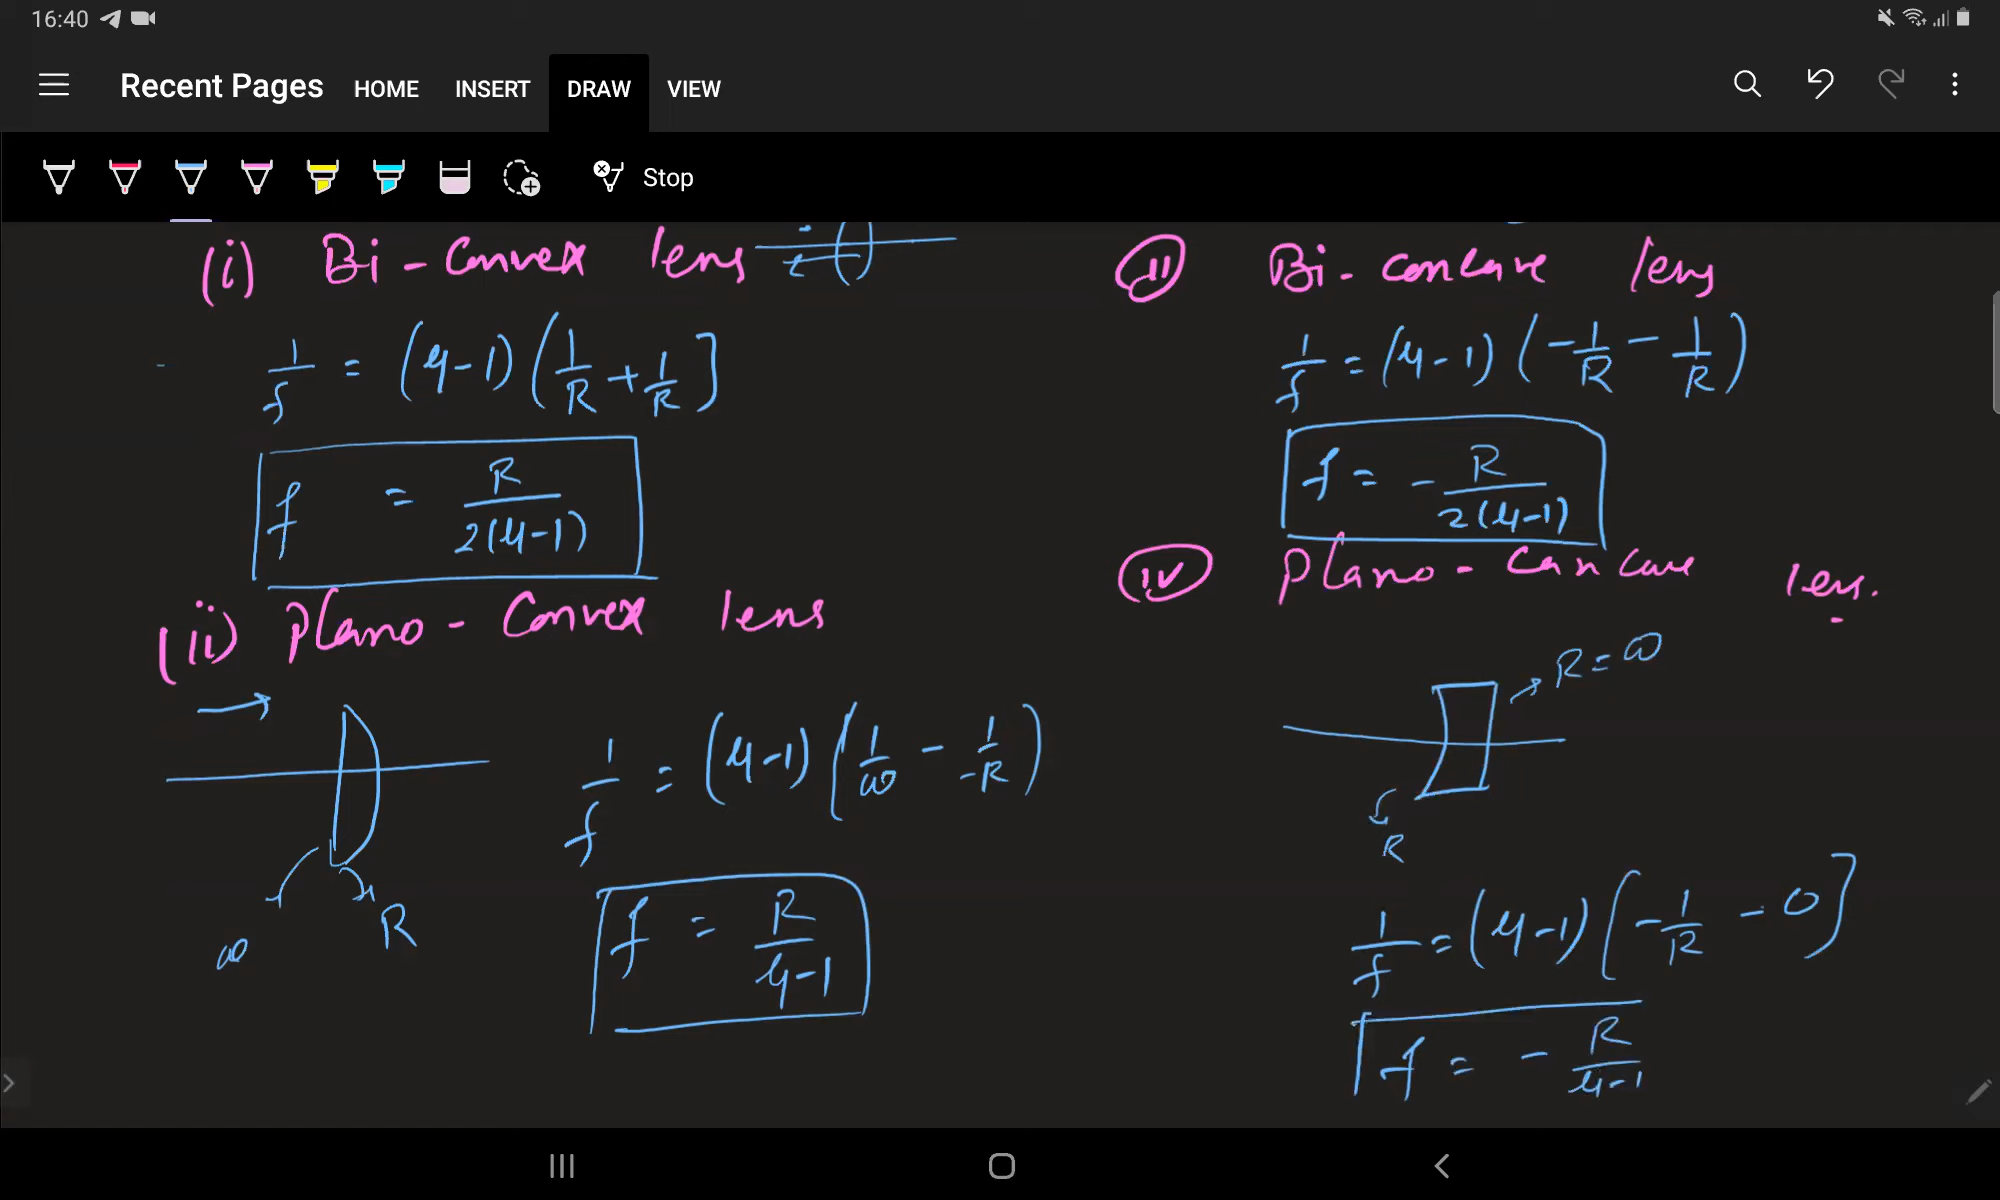 16:40
Recent Pages HOME INSERT DRAW VIEW
Stop
(i) Bi-Convex lens
1/f = (μ-1)(1/R + 1/R]
f = R/2(μ-1)
(ii) Plano-Convex lens
∞
R
1/f = (μ-1)(1/∞ - 1/-R)
f = R/μ-1
(11) Bi-concave lens
1/f = (μ-1)(-1/R - 1/R)
f = -R/2(μ-1)
(iv) Plano-Concave lens.
R = ∞
R
1/f = (μ-1)[-1/R - 0]
f = -R/μ-1